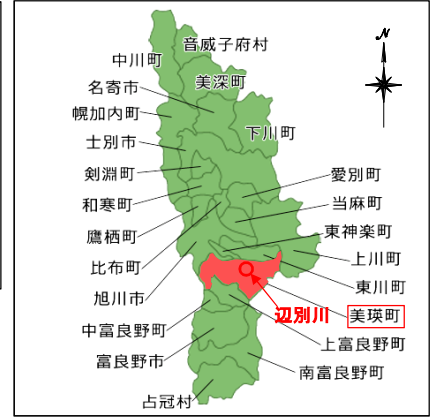 N
音威子府村
中川町
美深町
名寄市
幌加内町
下川町
士別市
剣淵町
愛別町
和寒町
当麻町
鷹栖町
東神楽町
比布町
上川町
東川町
旭川市
辺別川
美瑛町
中富良野町
上富良野町
富良野市
南富良野町
占冠村